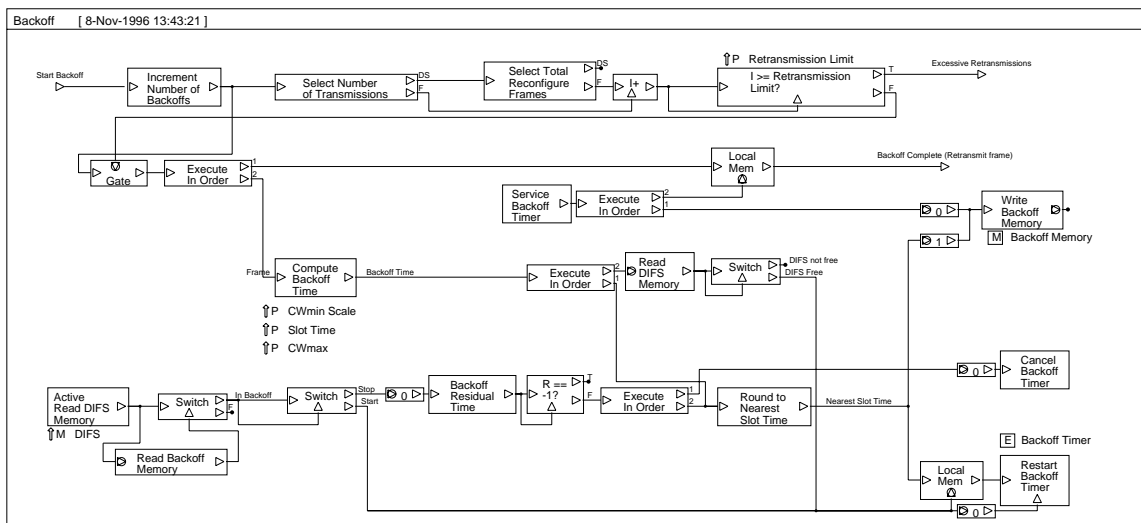 Backoff [ 8-Nov-1996 13:43:21 ]
Start Backoff
Increment
Number of
Backoffs
Select Number
of Transmissions
DS
F
Select Total
Reconfigure
Frames
DS
F
I+
P Retransmission Limit
I >= Retransmission
Limit?
T
F
Excessive Retransmissions
Gate
Execute
In Order
1
2
Local
Mem
Backoff Complete (Retransmit frame)
Service
Backoff
Timer
Execute
In Order
2
1
0
Write
Backoff
Memory
M Backoff Memory
1
Frame
Compute
Backoff
Time
Backoff Time
P CWmin Scale
P Slot Time
P CWmax
Execute
In Order
2
1
Read
DIFS
Memory
Switch
DIFS not free
DIFS Free
Active
Read DIFS
Memory
M DIFS
Switch
In Backoff
F
Read Backoff
Memory
Switch
Stop
Start
0
Backoff
Residual
Time
R ==
-1?
T
F
Execute
In Order
1
2
Round to
Nearest
Slot Time
Nearest Slot Time
0
Cancel
Backoff
Timer
E Backoff Timer
Local
Mem
Restart
Backoff
Timer
0